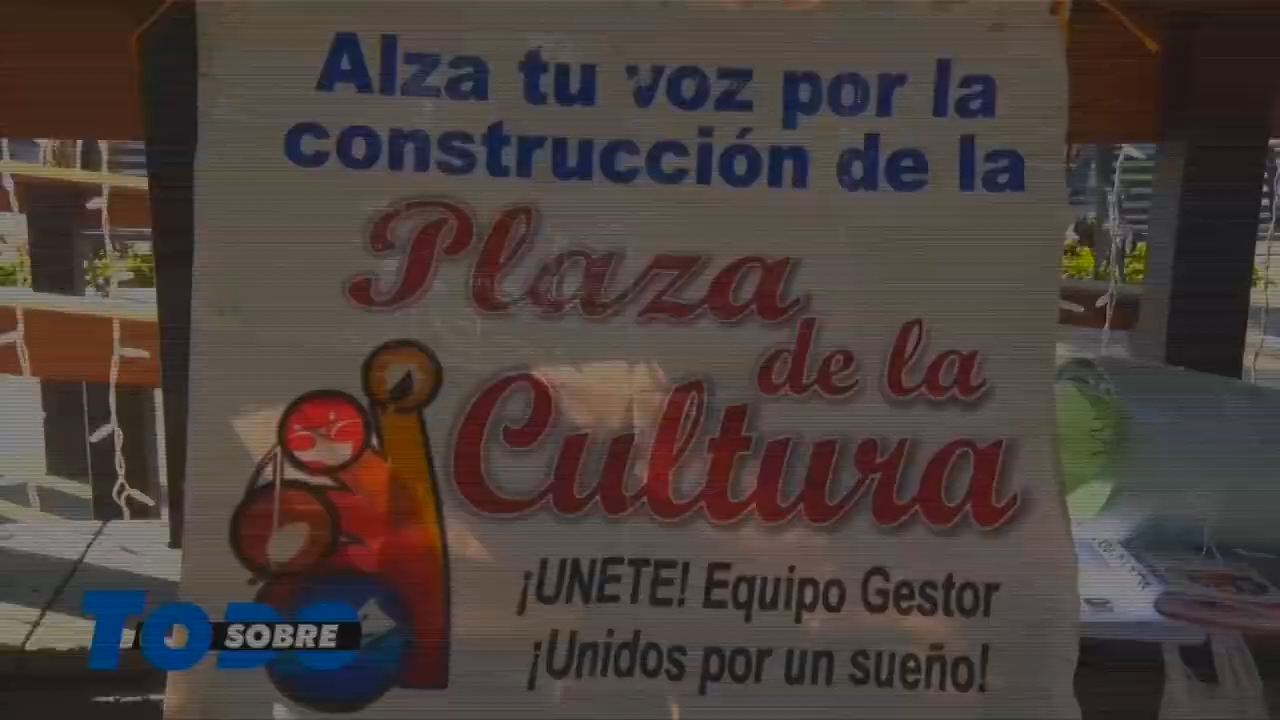 Alza tu voz por la
construcción de la
Plaza
de la
Cultura
¡UNETE! Equipo Gestor
¡Unidos por un sueño!
TODO
SOBRE